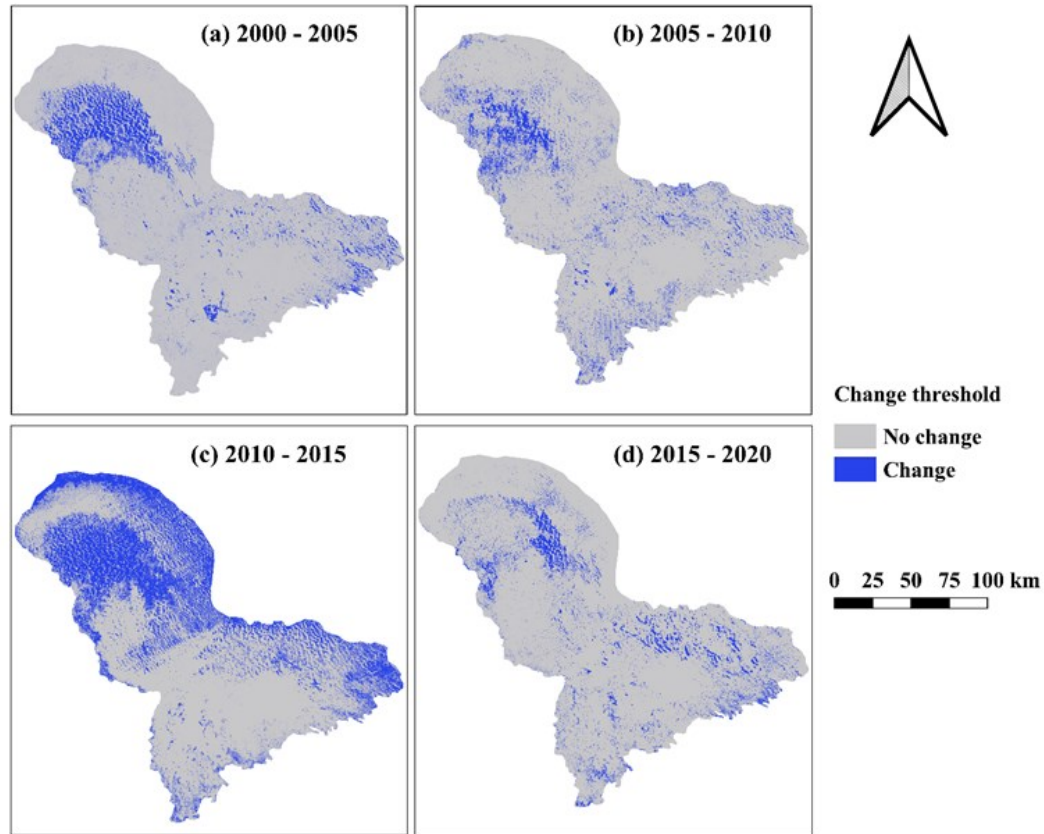 (a) 2000 - 2005
(b) 2005 - 2010
(c) 2010 - 2015
(d) 2015 - 2020
Change threshold
No change
Change
0 25 50 75 100 km